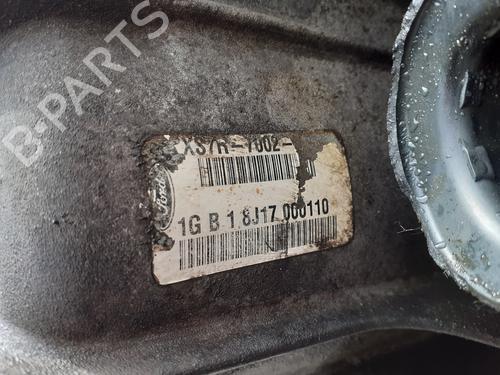 B-PARTS
XS7R-7002-
Ford
1G B 1 8J17 000110